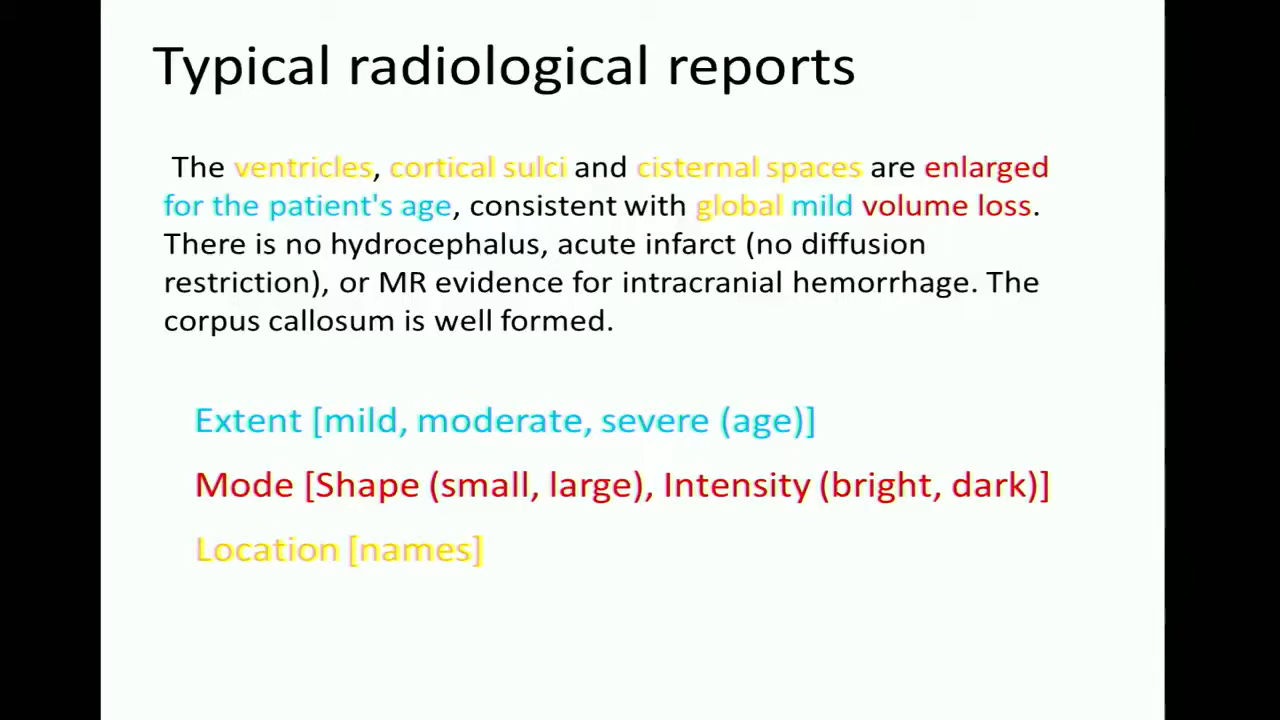 Typical radiological reports
The ventricles, cortical sulci and cisternal spaces are enlarged
for the patient's age, consistent with global mild volume loss.
There is no hydrocephalus, acute infarct (no diffusion
restriction), or MR evidence for intracranial hemorrhage. The
corpus callosum is well formed.
Extent [mild, moderate, severe (age)]
Mode [Shape (small, large), Intensity (bright, dark)]
Location [names]